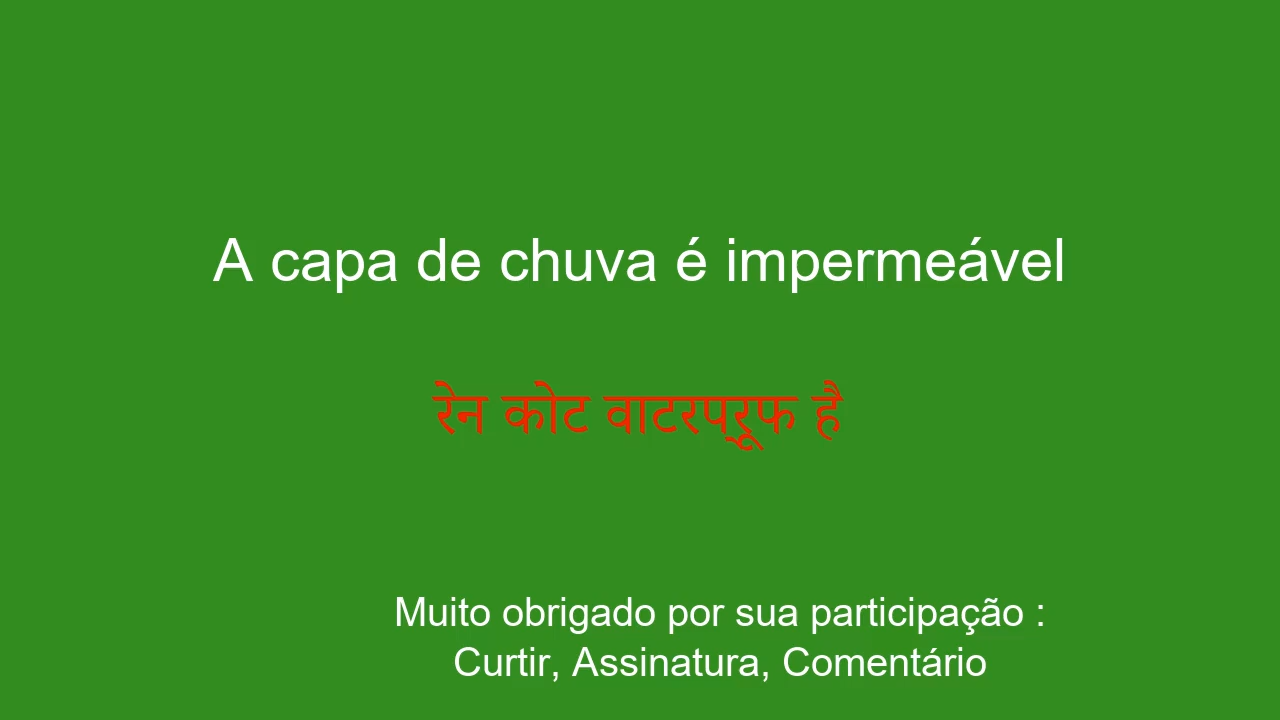 A capa de chuva é impermeável
रेन कोट वाटरप्रूफ है
Muito obrigado por sua participação :
Curtir, Assinatura, Comentário